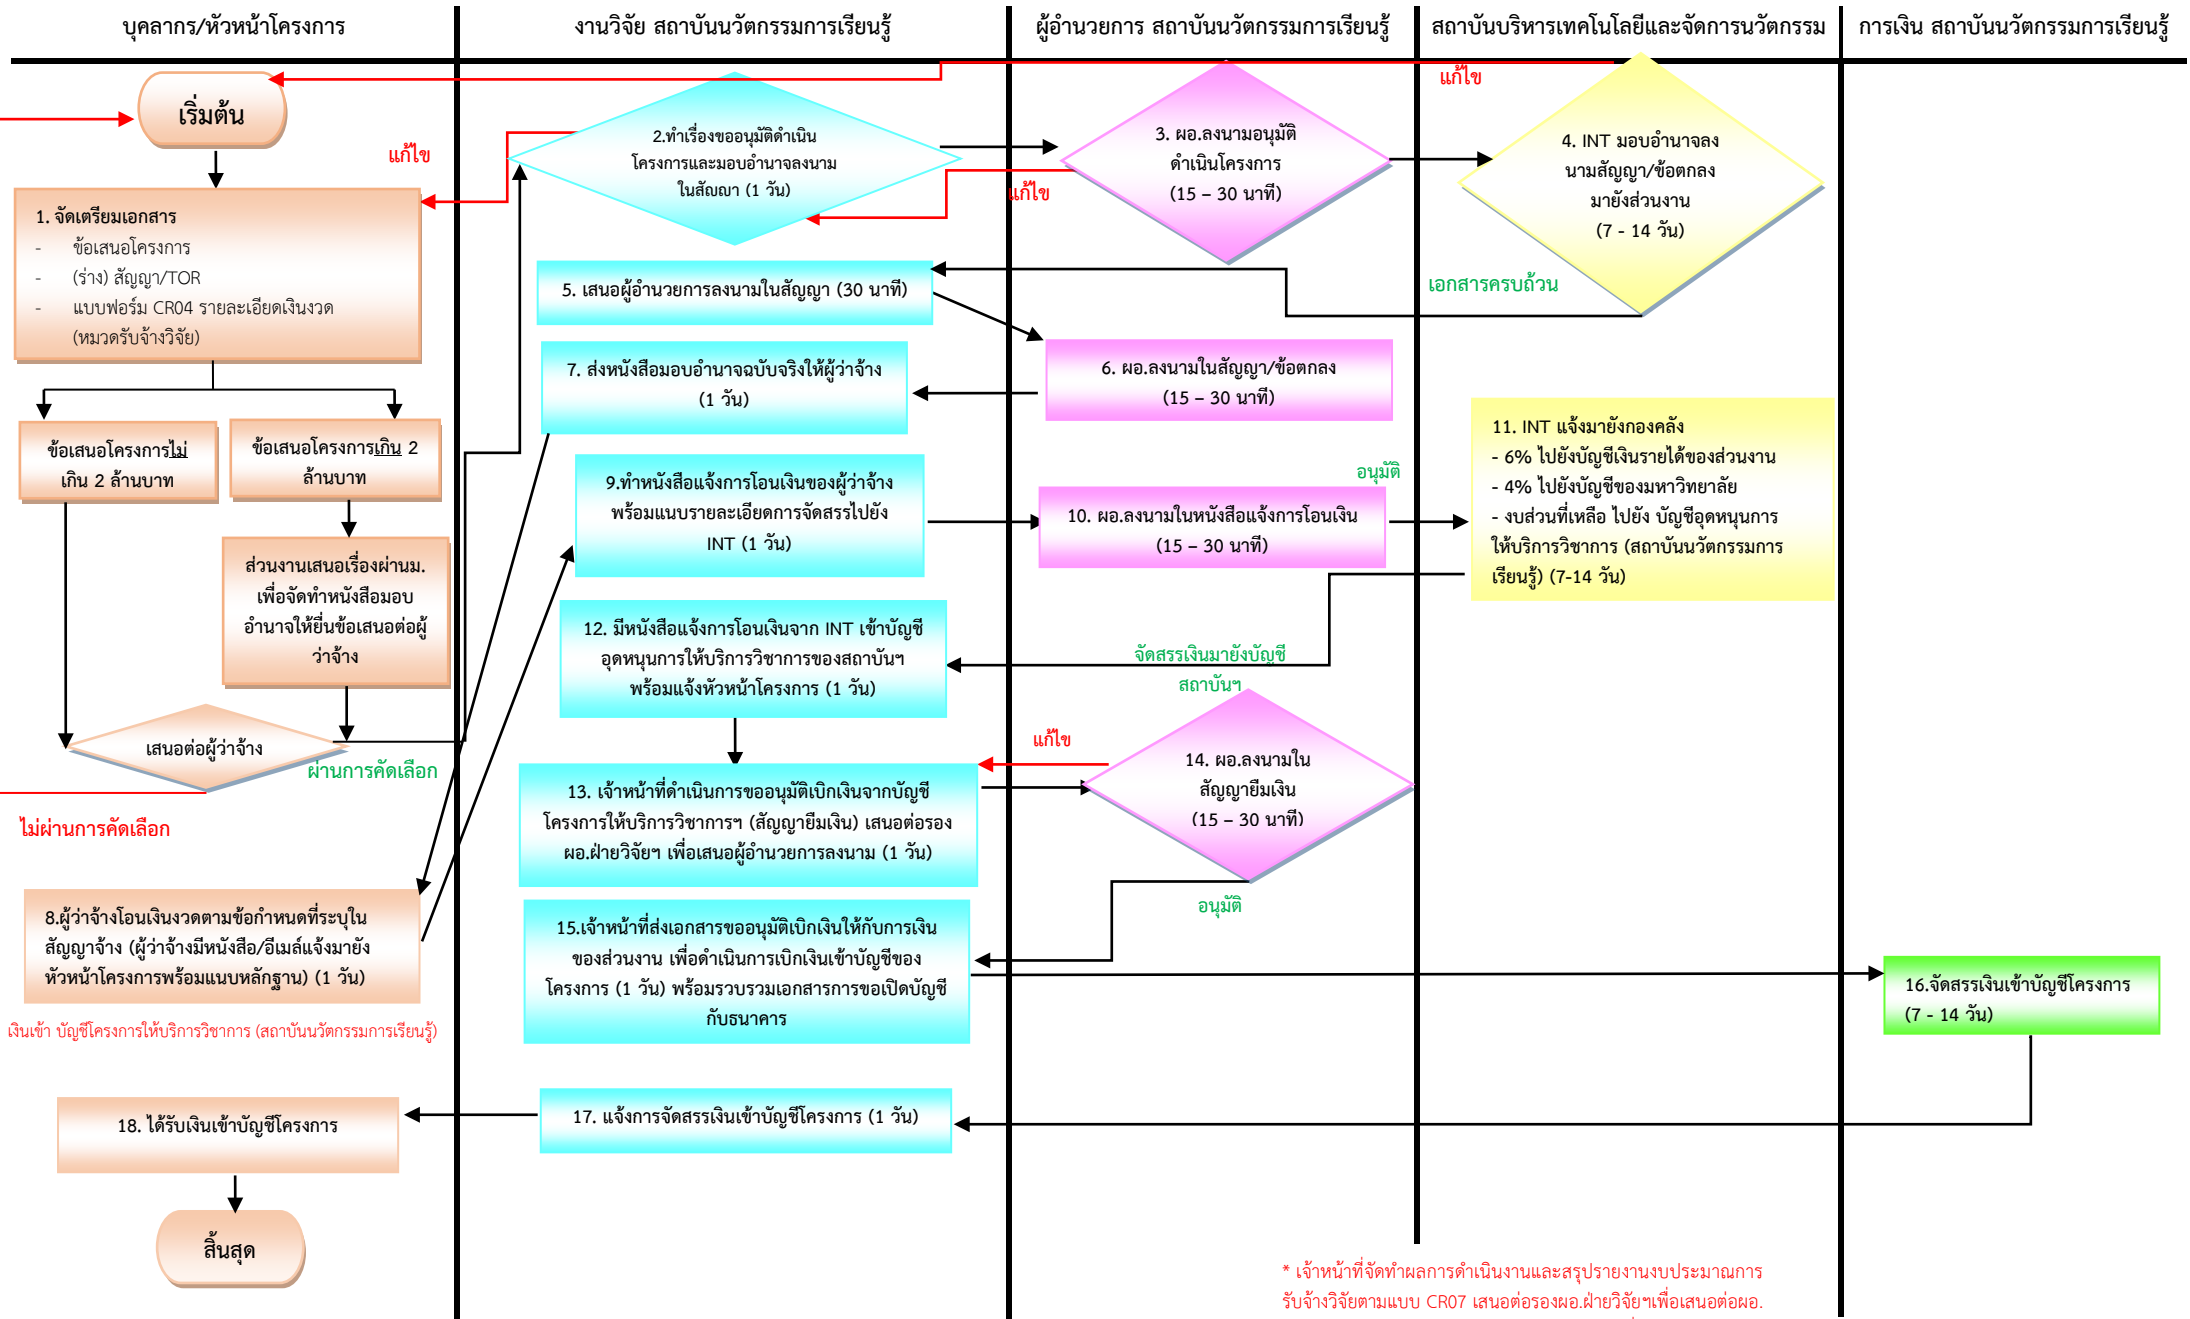 บุคลากร/หัวหน้าโครงการ
งานวิจัย สถาบันนวัตกรรมการเรียนรู้
ผู้อำนวยการ สถาบันนวัตกรรมการเรียนรู้
สถาบันบริหารเทคโนโลยีและจัดการนวัตกรรม
การเงิน สถาบันนวัตกรรมการเรียนรู้
เริ่มต้น
แก้ไข
2.ทำเรื่องขออนุมัติดำเนิน
โครงการและมอบอำนาจลงนาม
ในสัญญา (1 วัน)
3. ผอ.ลงนามอนุมัติ
ดำเนินโครงการ
(15 – 30 นาที)
แก้ไข
แก้ไข
4. INT มอบอำนาจลง
นามสัญญา/ข้อตกลง
มายังส่วนงาน
(7 - 14 วัน)
1. จัดเตรียมเอกสาร
- ข้อเสนอโครงการ
- (ร่าง) สัญญา/TOR
- แบบฟอร์ม CR04 รายละเอียดเงินงวด
(หมวดรับจ้างวิจัย)
5. เสนอผู้อำนวยการลงนามในสัญญา (30 นาที)
เอกสารครบถ้วน
7. ส่งหนังสือมอบอำนาจฉบับจริงให้ผู้ว่าจ้าง
(1 วัน)
6. ผอ.ลงนามในสัญญา/ข้อตกลง
(15 – 30 นาที)
ข้อเสนอโครงการไม่
เกิน 2 ล้านบาท
ข้อเสนอโครงการเกิน 2
ล้านบาท
9.ทำหนังสือแจ้งการโอนเงินของผู้ว่าจ้าง
พร้อมแนบรายละเอียดการจัดสรรไปยัง
INT (1 วัน)
อนุมัติ
10. ผอ.ลงนามในหนังสือแจ้งการโอนเงิน
(15 – 30 นาที)
11. INT แจ้งมายังกองคลัง
- 6% ไปยังบัญชีเงินรายได้ของส่วนงาน
- 4% ไปยังบัญชีของมหาวิทยาลัย
- งบส่วนที่เหลือ ไปยัง บัญชีอุดหนุนการ
ให้บริการวิชาการ (สถาบันนวัตกรรมการ
เรียนรู้) (7-14 วัน)
ส่วนงานเสนอเรื่องผ่านม.
เพื่อจัดทำหนังสือมอบ
อำนาจให้ยื่นข้อเสนอต่อผู้
ว่าจ้าง
12. มีหนังสือแจ้งการโอนเงินจาก INT เข้าบัญชี
อุดหนุนการให้บริการวิชาการของสถาบันฯ
พร้อมแจ้งหัวหน้าโครงการ (1 วัน)
จัดสรรเงินมายังบัญชี
สถาบันฯ
เสนอต่อผู้ว่าจ้าง
ผ่านการคัดเลือก
ไม่ผ่านการคัดเลือก
แก้ไข
13. เจ้าหน้าที่ดำเนินการขออนุมัติเบิกเงินจากบัญชี
โครงการให้บริการวิชาการฯ (สัญญายืมเงิน) เสนอต่อรอง
ผอ.ฝ่ายวิจัยฯ เพื่อเสนอผู้อำนวยการลงนาม (1 วัน)
14. ผอ.ลงนามใน
สัญญายืมเงิน
(15 – 30 นาที)
อนุมัติ
8.ผู้ว่าจ้างโอนเงินงวดตามข้อกำหนดที่ระบุใน
สัญญาจ้าง (ผู้ว่าจ้างมีหนังสือ/อีเมล์แจ้งมายัง
หัวหน้าโครงการพร้อมแนบหลักฐาน) (1 วัน)
เงินเข้า บัญชีโครงการให้บริการวิชาการ (สถาบันนวัตกรรมการเรียนรู้)
15.เจ้าหน้าที่ส่งเอกสารขออนุมัติเบิกเงินให้กับการเงิน
ของส่วนงาน เพื่อดำเนินการเบิกเงินเข้าบัญชีของ
โครงการ (1 วัน) พร้อมรวบรวมเอกสารการขอเปิดบัญชี
กับธนาคาร
16.จัดสรรเงินเข้าบัญชีโครงการ
(7 - 14 วัน)
17. แจ้งการจัดสรรเงินเข้าบัญชีโครงการ (1 วัน)
18. ได้รับเงินเข้าบัญชีโครงการ
สิ้นสุด
* เจ้าหน้าที่จัดทำผลการดำเนินงานและสรุปรายงานงบประมาณการ
รับจ้างวิจัยตามแบบ CR07 เสนอต่อรองผอ.ฝ่ายวิจัยฯเพื่อเสนอต่อผอ.